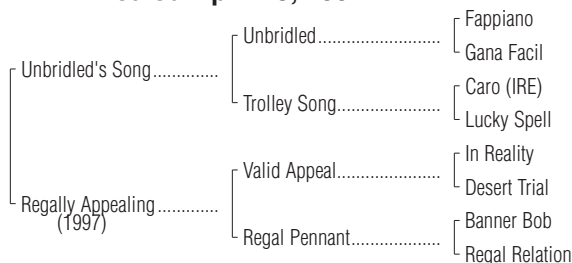 Unbridled's Song
Unbridled
Fappiano
Gana Facil
Trolley Song
Caro (IRE)
Lucky Spell
Regally Appealing
(1997)
Valid Appeal
In Reality
Desert Trial
Regal Pennant
Banner Bob
Regal Relation